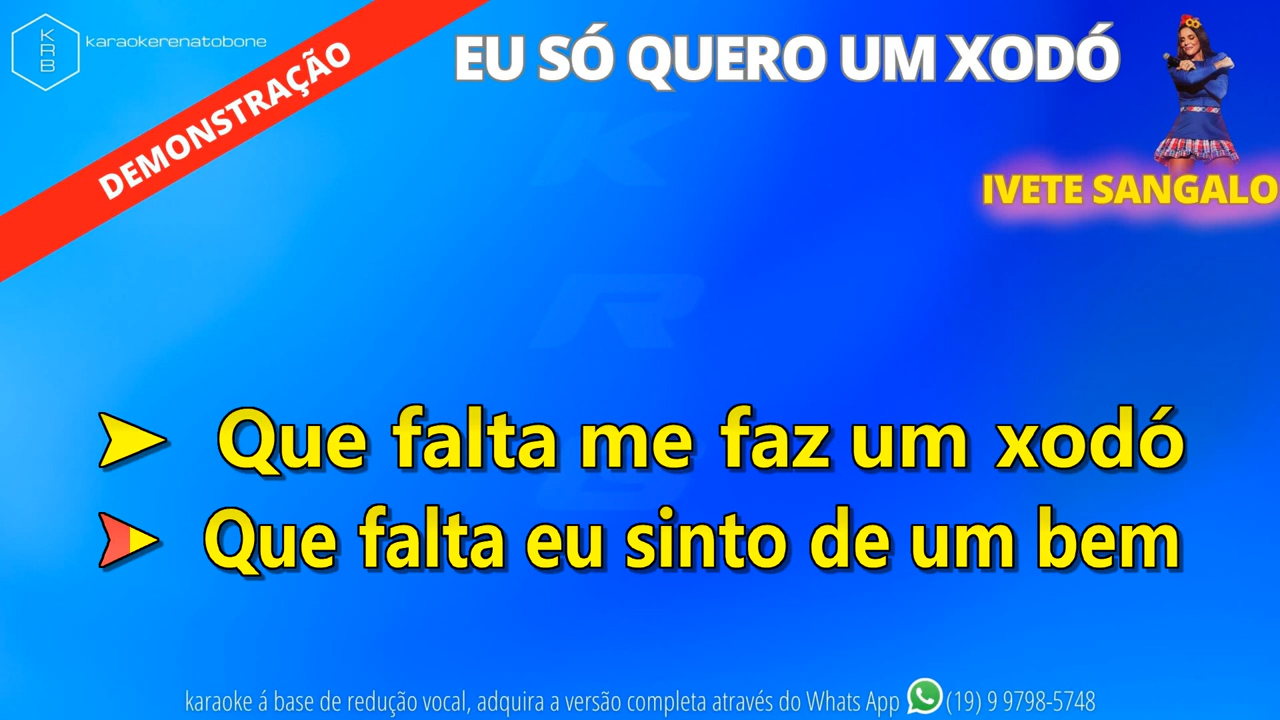 KRB
karaokerenatobone
DEMONSTRAÇÃO
EU SÓ QUERO UM XODÓ
IVETE SANGALO
K
R
B
Que falta me faz um xodó
Que falta eu sinto de um bem
karaoke á base de redução vocal, adquira a versão completa através do Whats App (19) 9 9798-5748